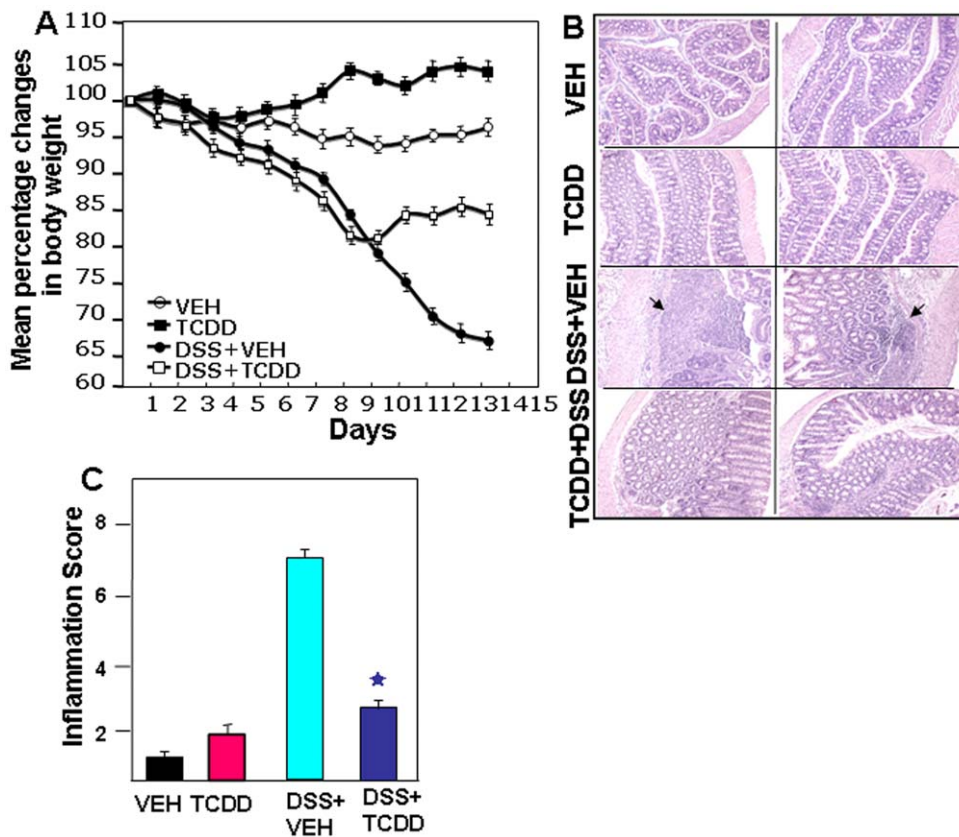 A
110
105
100
95
90
85
80
75
70
65
60
Mean percentage changes
in body weight
VEH
TCDD
DSS+VEH
DSS+TCDD
1 2 3 4 5 6 7 8 9 10 11 12 13 14 15
Days
B
VEH
TCDD
DSS+VEH
TCDD+DSS
C
8
6
4
2
Inflammation Score
VEH
TCDD
DSS+
VEH
DSS+
TCDD